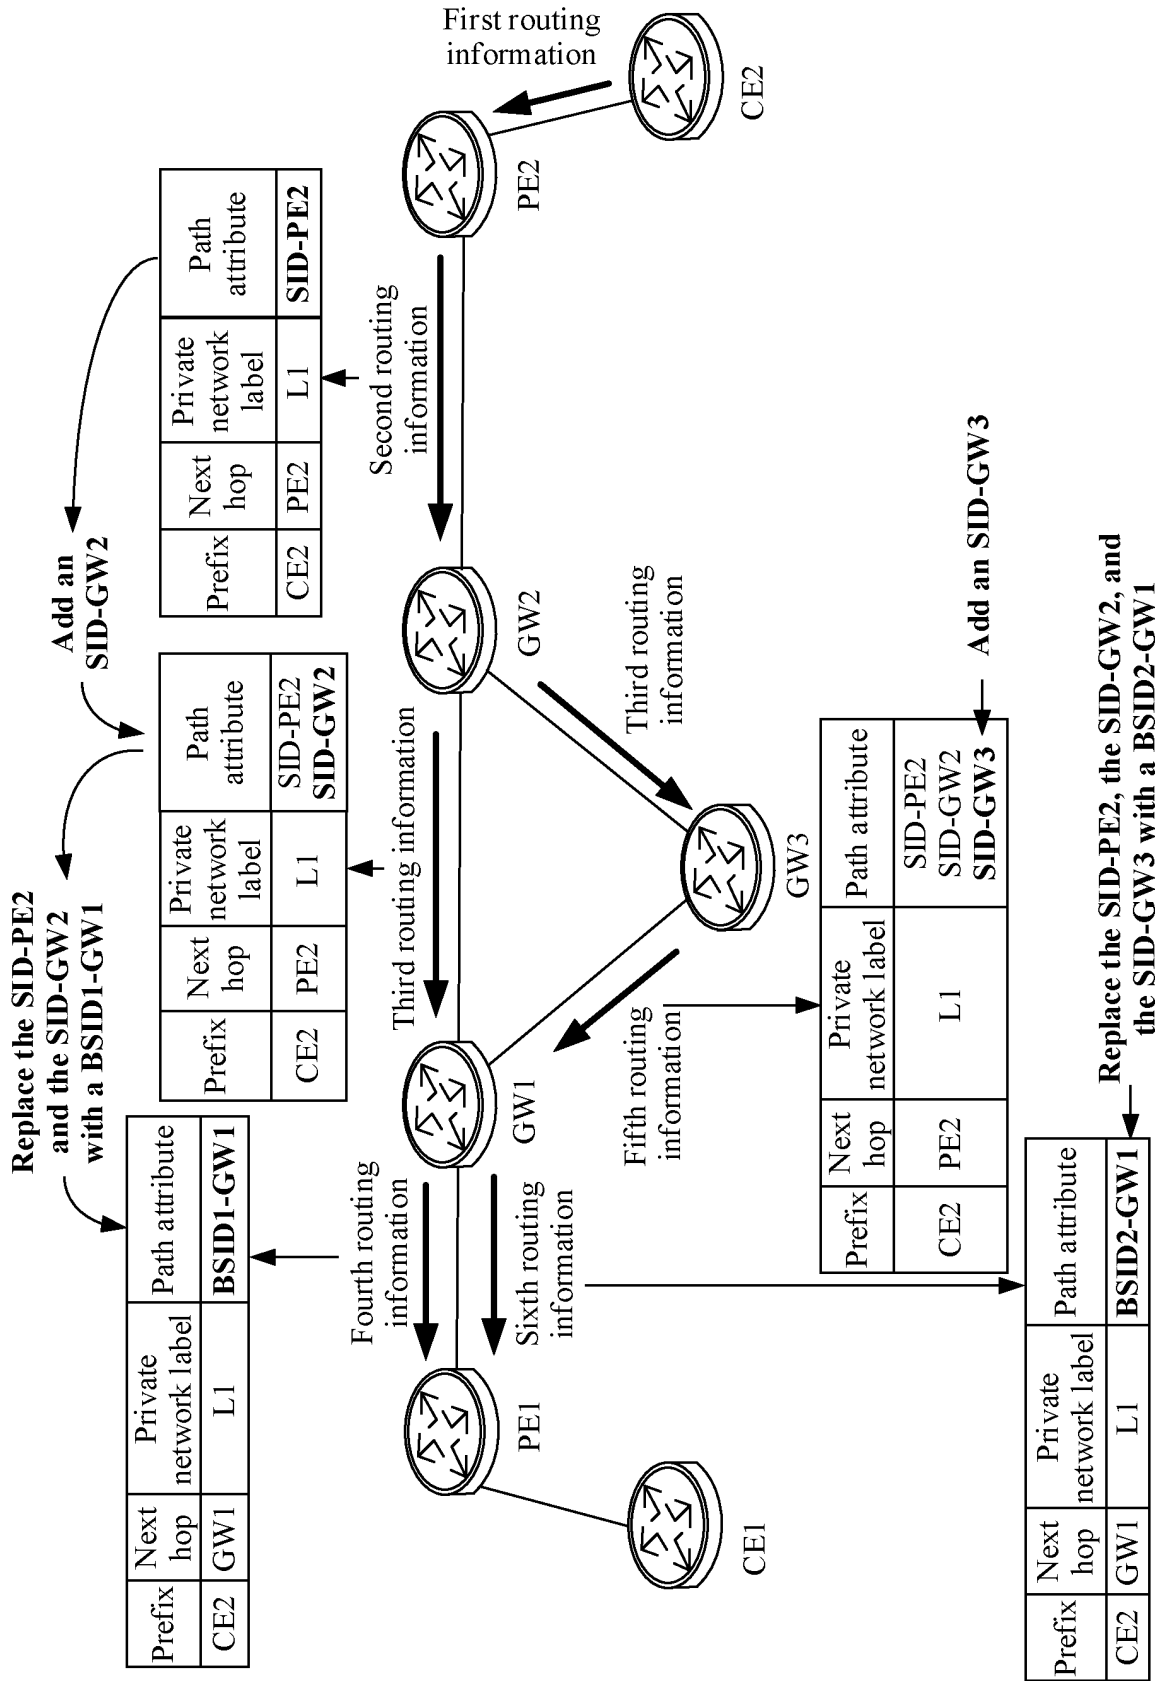 Replace the SID-PE2
and the SID-GW2
with a BSID1-GW1
Add an
SID-GW2
Prefix
Next
hop
Private
network label
Path attribute
CE2
GW1
L1
BSID1-GW1
Prefix
Next
hop
Private
network
label
Path
attribute
CE2
PE2
L1
SID-PE2
SID-GW2
Prefix
Next
hop
Private
network
label
Path
attribute
CE2
PE2
L1
SID-PE2
Fourth routing
information
Third routing information
Second routing
information
First routing
information
PE1
GW1
GW2
PE2
Sixth routing
information
Fifth routing
information
Third routing
information
CE1
GW3
CE2
Prefix
Next
hop
Private
network label
Path attribute
CE2
PE2
L1
SID-PE2
SID-GW2
SID-GW3
Add an SID-GW3
Prefix
Next
hop
Private
network label
Path attribute
CE2
GW1
L1
BSID2-GW1
Replace the SID-PE2, the SID-GW2, and
the SID-GW3 with a BSID2-GW1